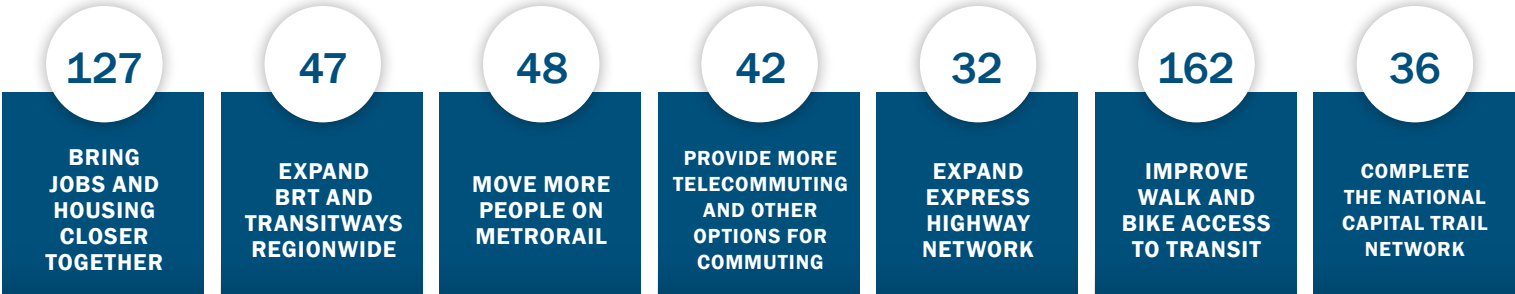 127
BRING
JOBS AND
HOUSING
CLOSER
TOGETHER
47
EXPAND
BRT AND
TRANSITWAYS
REGIONWIDE
48
MOVE MORE
PEOPLE ON
METRORAIL
42
PROVIDE MORE
TELECOMMUTING
AND OTHER
OPTIONS FOR
COMMUTING
32
EXPAND
EXPRESS
HIGHWAY
NETWORK
162
IMPROVE
WALK AND
BIKE ACCESS
TO TRANSIT
36
COMPLETE
THE NATIONAL
CAPITAL TRAIL
NETWORK